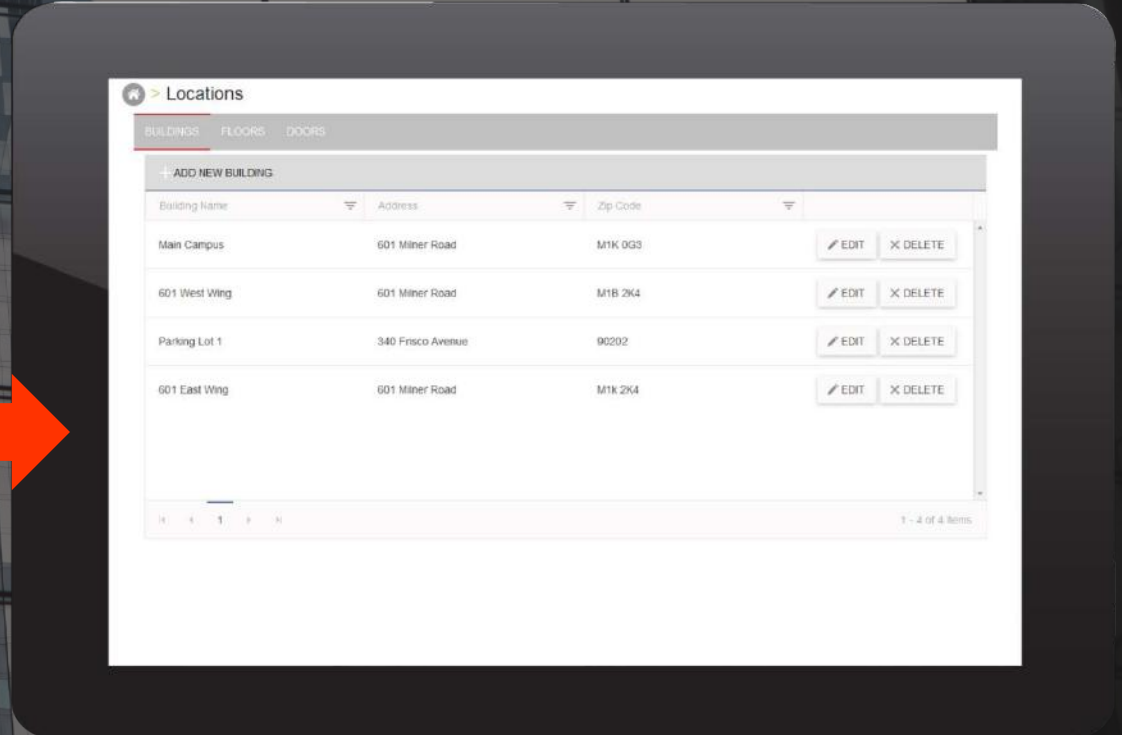 > Locations
BUILDINGS FLOORS DOORS
+ ADD NEW BUILDING
Building Name Address Zip Code
Main Campus 601 Milner Road M1K 0G3 EDIT X DELETE
601 West Wing 601 Milner Road M1B 2K4 EDIT X DELETE
Parking Lot 1 340 Frisco Avenue 90202 EDIT X DELETE
601 East Wing 601 Milner Road M1k 2K4 EDIT X DELETE
1 1 - 4 of 4 items